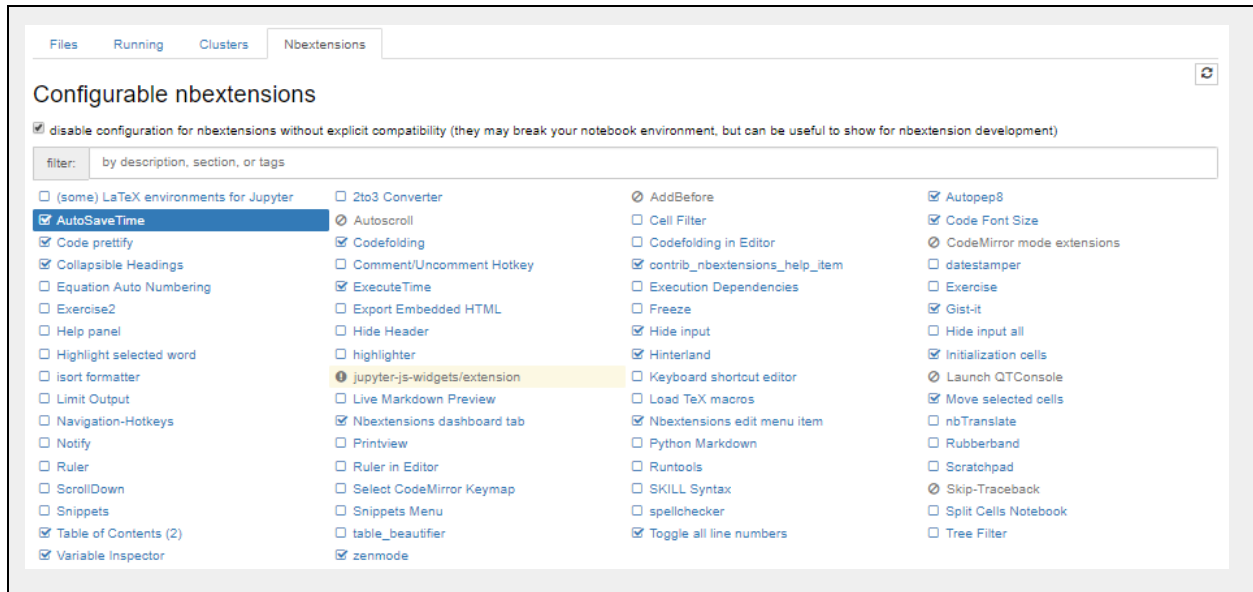 Files Running Clusters Nbextensions
Configurable nbextensions
disable configuration for nbextensions without explicit compatibility (they may break your notebook environment, but can be useful to show for nbextension development)
filter: by description, section, or tags
(some) LaTeX environments for Jupyter 2to3 Converter AddBefore Autopep8
AutoSaveTime Autoscroll Cell Filter Code Font Size
Code prettify Codefolding Codefolding in Editor CodeMirror mode extensions
Collapsible Headings Comment/Uncomment Hotkey contrib_nbextensions_help_item datestamper
Equation Auto Numbering ExecuteTime Execution Dependencies Exercise
Exercise2 Export Embedded HTML Freeze Gist-it
Help panel Hide Header Hide input Hide input all
Highlight selected word highlighter Hinterland Initialization cells
isort formatter jupyter-js-widgets/extension Keyboard shortcut editor Launch QTConsole
Limit Output Live Markdown Preview Load TeX macros Move selected cells
Navigation-Hotkeys Nbextensions dashboard tab Nbextensions edit menu item nbTranslate
Notify Printview Python Markdown Rubberband
Ruler Ruler in Editor Runtools Scratchpad
ScrollDown Select CodeMirror Keymap SKILL Syntax Skip-Traceback
Snippets Snippets Menu spellchecker Split Cells Notebook
Table of Contents (2) table_beautifier Toggle all line numbers Tree Filter
Variable Inspector zenmode